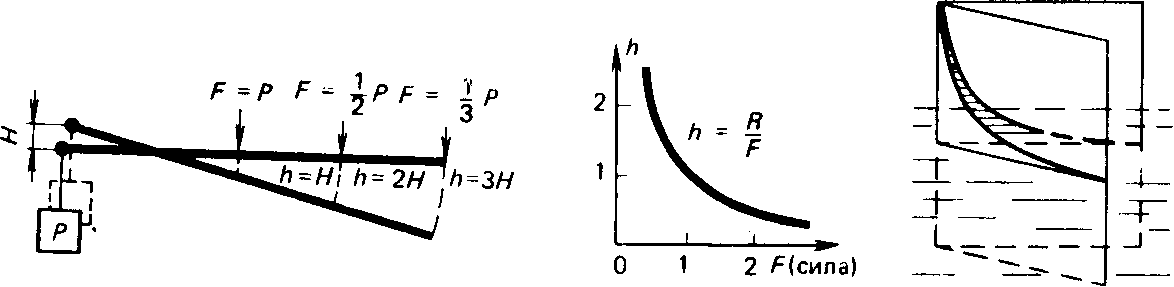 F = P F = 1/2 P F = 1/3 P
H
h = H h = 2H h = 3H
P
h
2
h = R/F
1
0 1 2 F(сила)